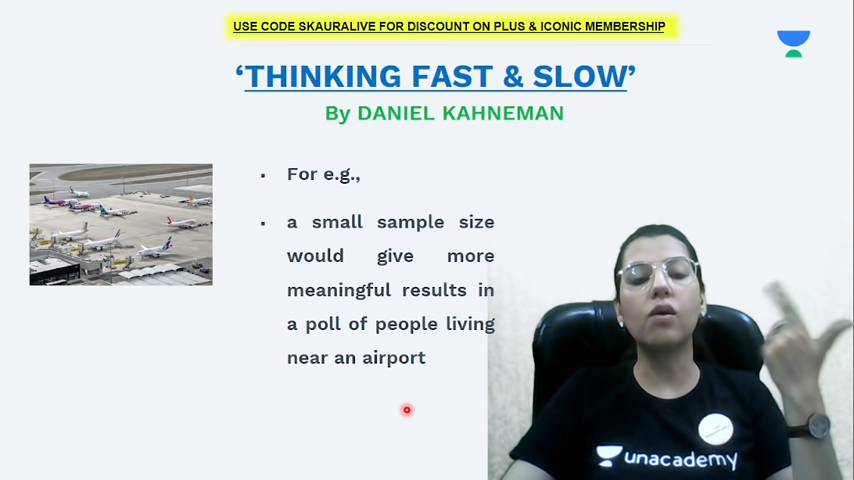 USE CODE SKAURALIVE FOR DISCOUNT ON PLUS & ICONIC MEMBERSHIP
‘THINKING FAST & SLOW’
By DANIEL KAHNEMAN
▪ For e.g.,
▪ a small sample size
would give more
meaningful results in
a poll of people living
near an airport
unacademy